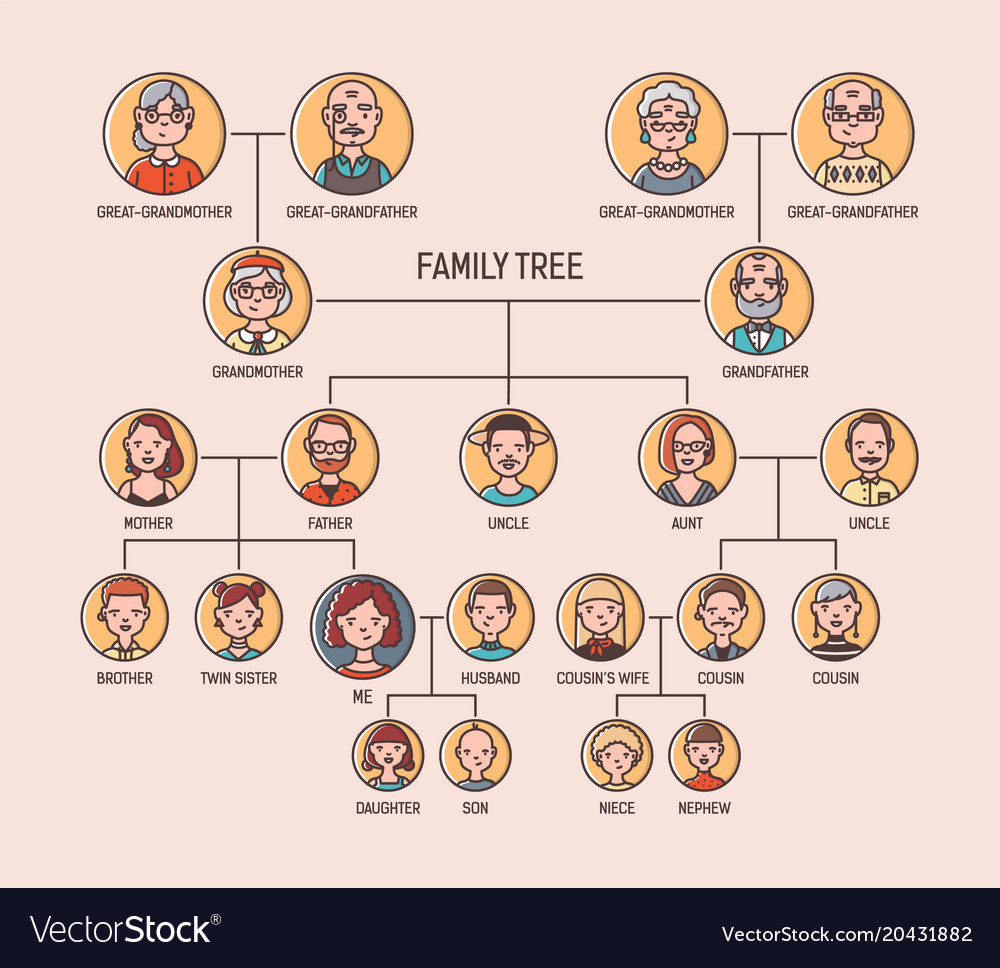 GREAT-GRANDMOTHER
GREAT-GRANDFATHER
GREAT-GRANDMOTHER
GREAT-GRANDFATHER
FAMILY TREE
GRANDMOTHER
GRANDFATHER
MOTHER
FATHER
UNCLE
AUNT
UNCLE
BROTHER
TWIN SISTER
ME
HUSBAND
COUSIN'S WIFE
COUSIN
COUSIN
DAUGHTER
SON
NIECE
NEPHEW
VectorStock®
VectorStock.com/20431882